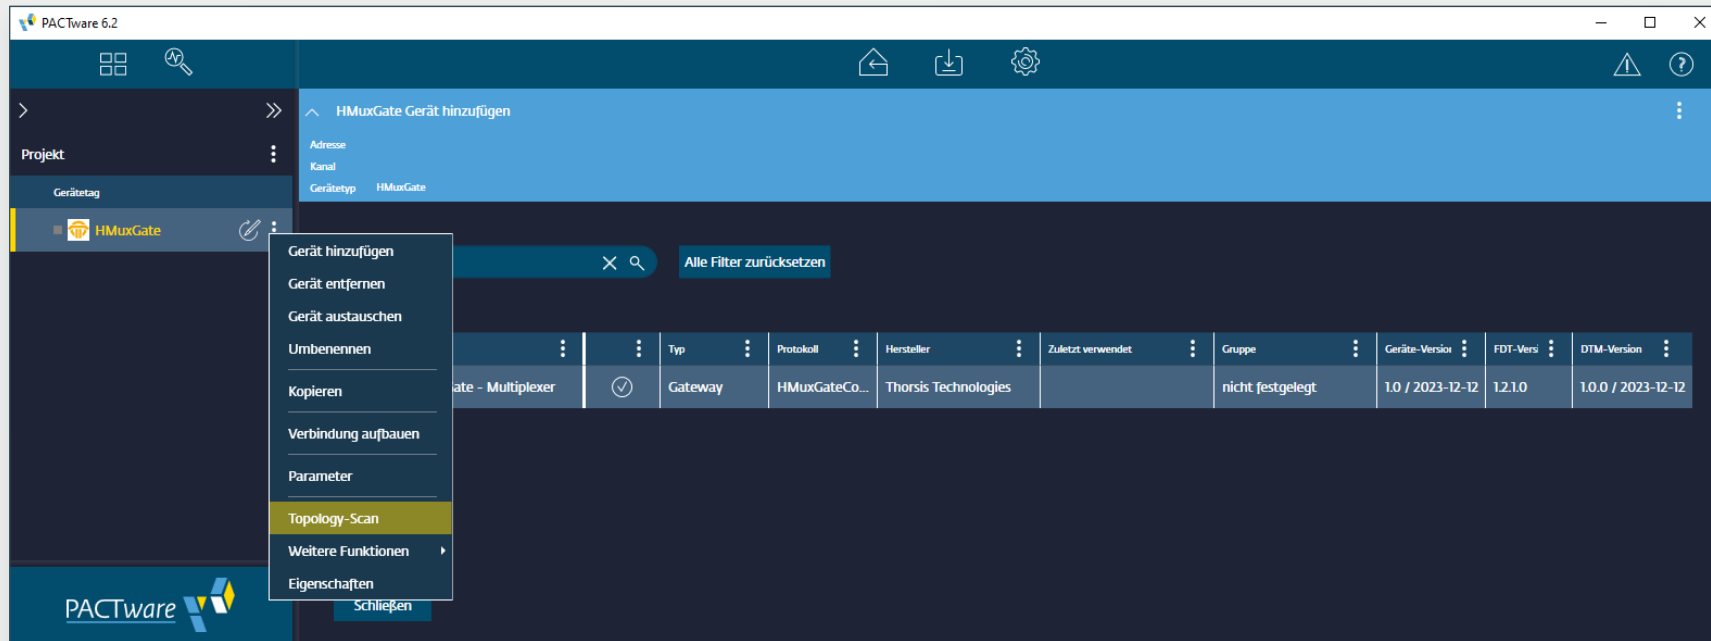 PACTware 6.2
HMuxGate Gerät hinzufügen
Adresse
Kanal
Gerätetyp HMuxGate
Projekt
Gerätetag
HMuxGate
Gerät hinzufügen
Gerät entfernen
Gerät austauschen
Umbenennen
Kopieren
Verbindung aufbauen
Parameter
Topology-Scan
Weitere Funktionen
Eigenschaften
Alle Filter zurücksetzen
Typ Protokoll Hersteller Zuletzt verwendet Gruppe Geräte-Version FDT-Versi DTM-Version
ate - Multiplexer Gateway HMuxGateCo... Thorsis Technologies nicht festgelegt 1.0 / 2023-12-12 1.2.1.0 1.0.0 / 2023-12-12
Schließen
PACTware